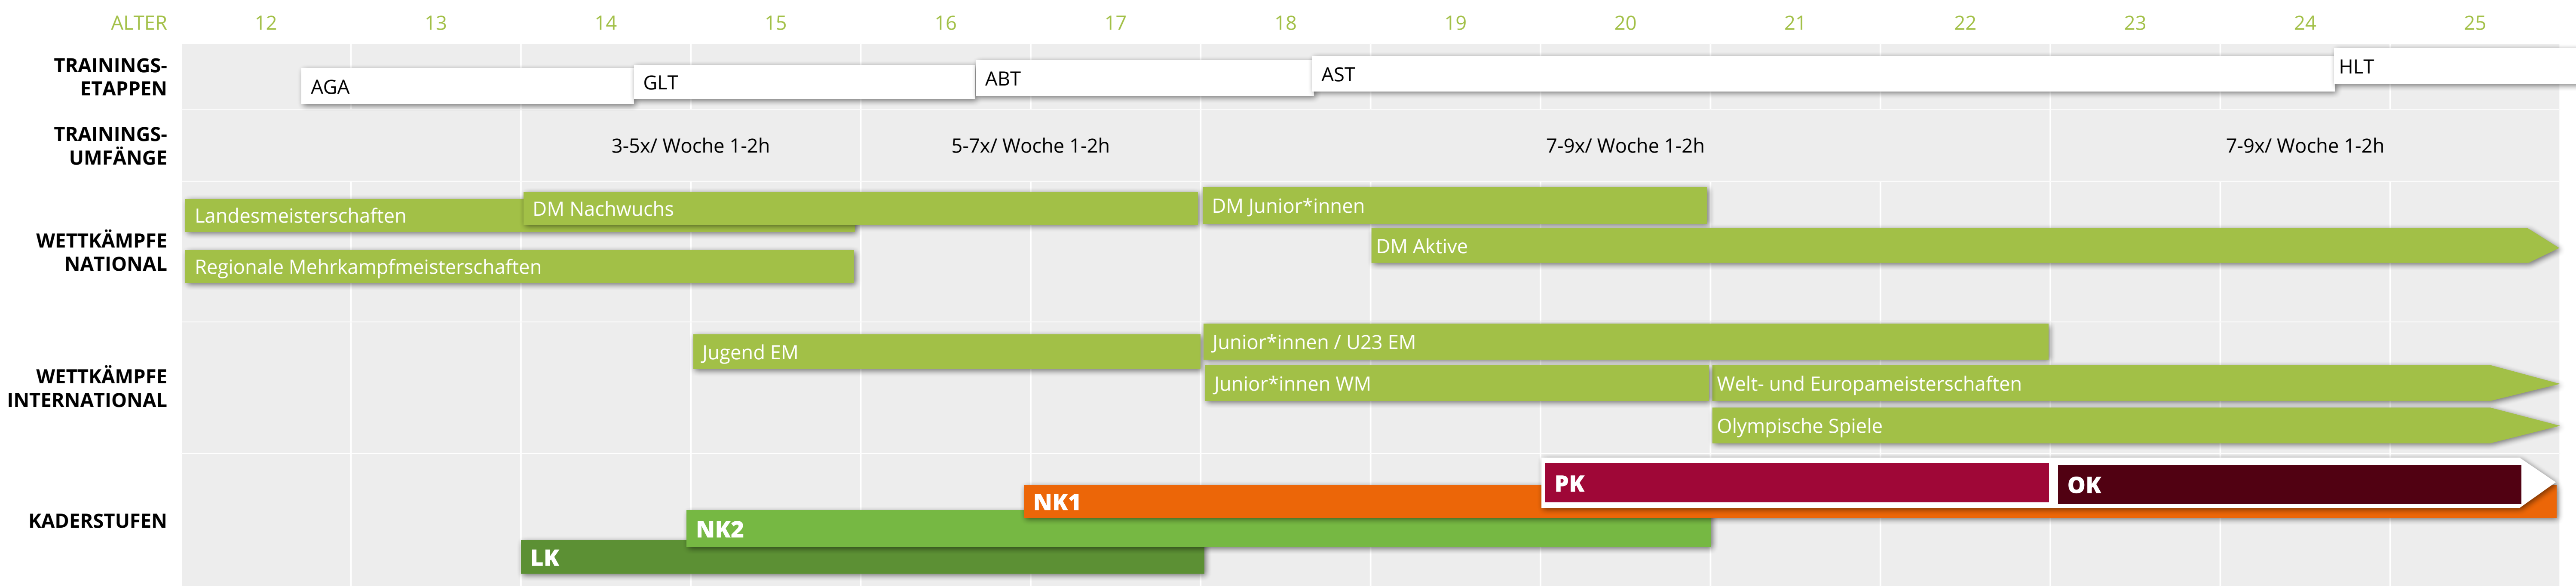 ALTER 12 13 14 15 16 17 18 19 20 21 22 23 24 25
TRAININGS-
ETAPPEN
AGA GLT ABT AST HLT
TRAININGS-
UMFÄNGE
3-5x/ Woche 1-2h 5-7x/ Woche 1-2h 7-9x/ Woche 1-2h 7-9x/ Woche 1-2h
WETTKÄMPFE
NATIONAL
Landesmeisterschaften DM Nachwuchs DM Junior*innen
DM Aktive
Regionale Mehrkampfmeisterschaften
WETTKÄMPFE
INTERNATIONAL
Jugend EM Junior*innen / U23 EM
Junior*innen WM Welt- und Europameisterschaften
Olympische Spiele
KADERSTUFEN
PK OK
NK1
NK2
LK